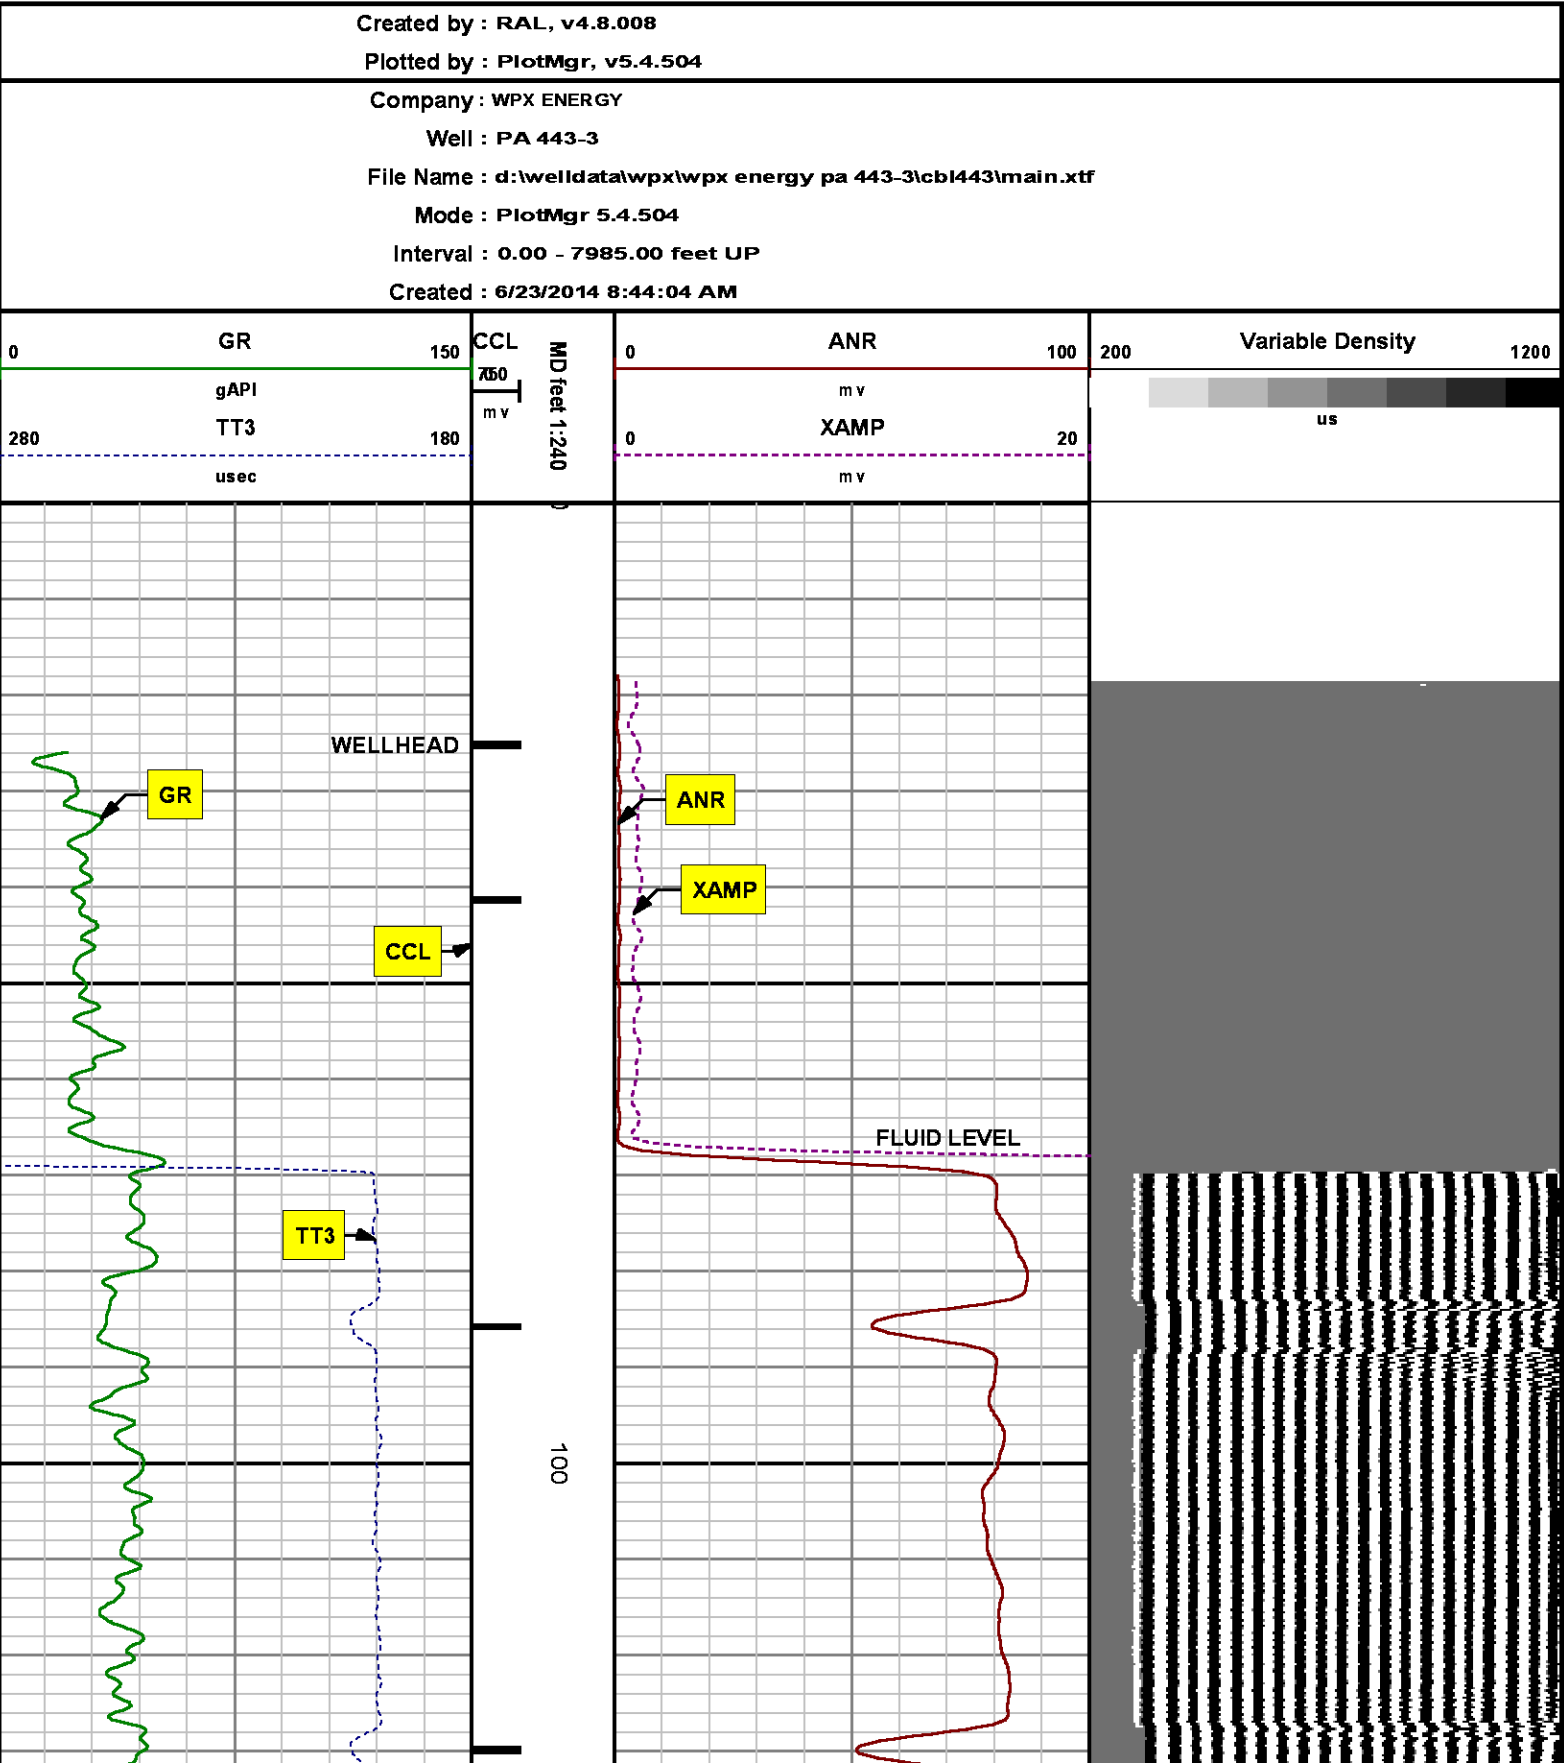 Created by : RAL, v4.8.008
Plotted by : PlotMgr, v5.4.504
Company : WPX ENERGY
Well : PA 443-3
File Name : d:\welldata\wpx\wpx energy pa 443-3\cbl443\main.xtf
Mode : PlotMgr 5.4.504
Interval : 0.00 - 7985.00 feet UP
Created : 6/23/2014 8:44:04 AM
0 GR 150
gAPI
280 TT3 180
usec
CCL
mv
MD feet 1:240
0 ANR 100
mv
0 XAMP 20
mv
200 Variable Density 1200
us
WELLHEAD
GR
ANR
XAMP
CCL
FLUID LEVEL
TT3
100